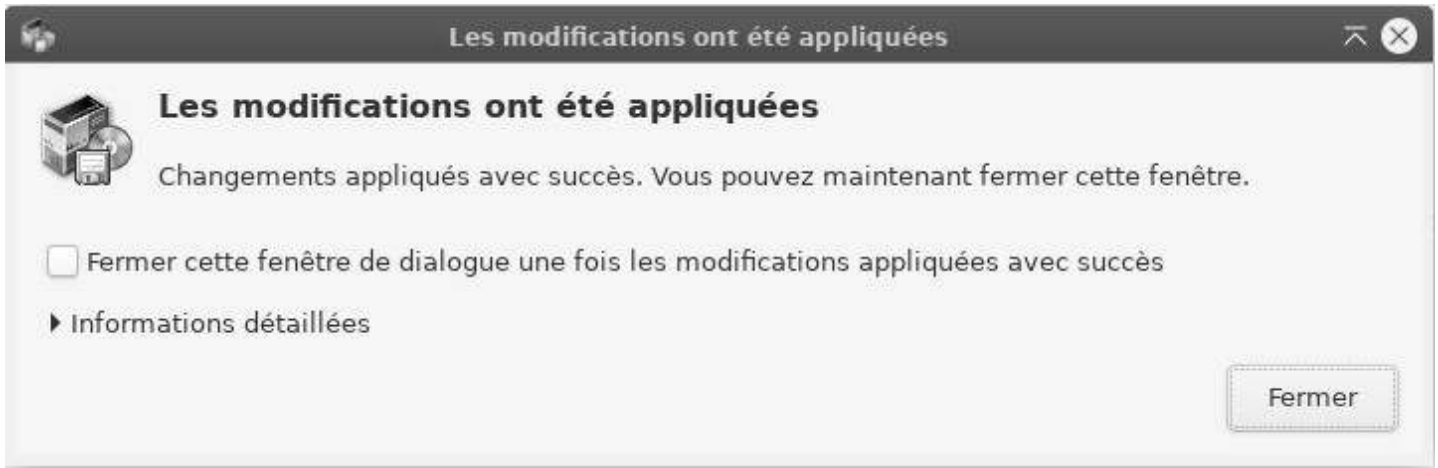 Les modifications ont été appliquées
Les modifications ont été appliquées
Changements appliqués avec succès. Vous pouvez maintenant fermer cette fenêtre.
Fermer cette fenêtre de dialogue une fois les modifications appliquées avec succès
Informations détaillées
Fermer